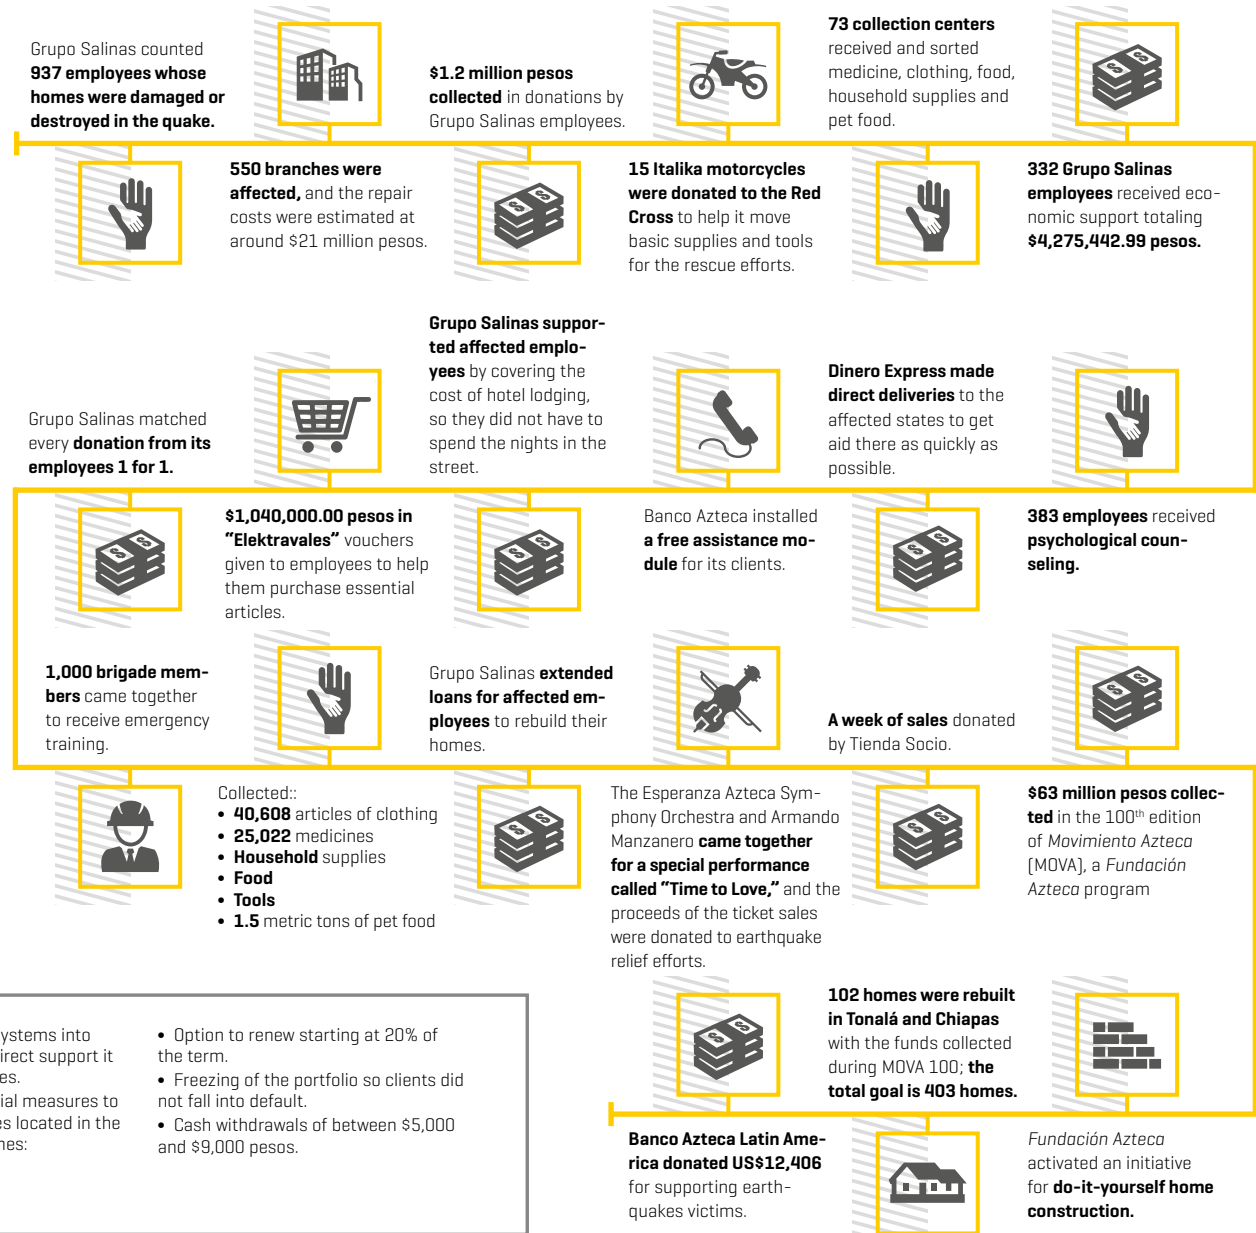 Grupo Salinas counted
937 employees whose
homes were damaged or
destroyed in the quake.
$1.2 million pesos
collected in donations by
Grupo Salinas employees.
73 collection centers
received and sorted
medicine, clothing, food,
household supplies and
pet food.
550 branches were
affected, and the repair
costs were estimated at
around $21 million pesos.
15 Italika motorcycles
were donated to the Red
Cross to help it move
basic supplies and tools
for the rescue efforts.
332 Grupo Salinas
employees received eco-
nomic support totaling
$4,275,442.99 pesos.
Grupo Salinas matched
every donation from its
employees 1 for 1.
Grupo Salinas suppor-
ted affected emplo-
yees by covering the
cost of hotel lodging,
so they did not have to
spend the nights in the
street.
Dinero Express made
direct deliveries to the
affected states to get
aid there as quickly as
possible.
$1,040,000.00 pesos in
"Elektravales" vouchers
given to employees to help
them purchase essential
articles.
Banco Azteca installed
a free assistance mo-
dule for its clients.
383 employees received
psychological coun-
seling.
1,000 brigade mem-
bers came together
to receive emergency
training.
Grupo Salinas extended
loans for affected em-
ployees to rebuild their
homes.
A week of sales donated
by Tienda Socio.
Collected::
• 40,608 articles of clothing
• 25,022 medicines
• Household supplies
• Food
• Tools
• 1.5 metric tons of pet food
The Esperanza Azteca Sym-
phony Orchestra and Armando
Manzanero came together
for a special performance
called "Time to Love," and the
proceeds of the ticket sales
were donated to earthquake
relief efforts.
$63 million pesos collec-
ted in the 100th edition
of Movimiento Azteca
(MOVA), a Fundación
Azteca program
102 homes were rebuilt
in Tonalá and Chiapas
with the funds collected
during MOVA 100; the
total goal is 403 homes.
Banco Azteca Latin Ame-
rica donated US$12,406
for supporting earth-
quakes victims.
Fundación Azteca
activated an initiative
for do-it-yourself home
construction.
ystems into
irect support it
es.
ial measures to
es located in the
nes:
• Option to renew starting at 20% of
the term.
• Freezing of the portfolio so clients did
not fall into default.
• Cash withdrawals of between $5,000
and $9,000 pesos.